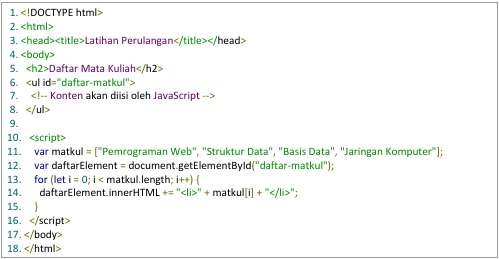 1. <!DOCTYPE html>
2. <html>
3. <head><title>Latihan Perulangan</title></head>
4. <body>
5. <h2>Daftar Mata Kuliah</h2>
6. <ul id="daftar-matkul">
7. <!-- Konten akan diisi oleh JavaScript -->
8. </ul>
9.
10. <script>
11. var matkul = ["Pemrograman Web", "Struktur Data", "Basis Data", "Jaringan Komputer"];
12. var daftarElement = document.getElementById("daftar-matkul");
13. for (let i = 0; i < matkul.length; i++) {
14. daftarElement.innerHTML += "<li>" + matkul[i] + "</li>";
15. }
16. </script>
17. </body>
18. </html>